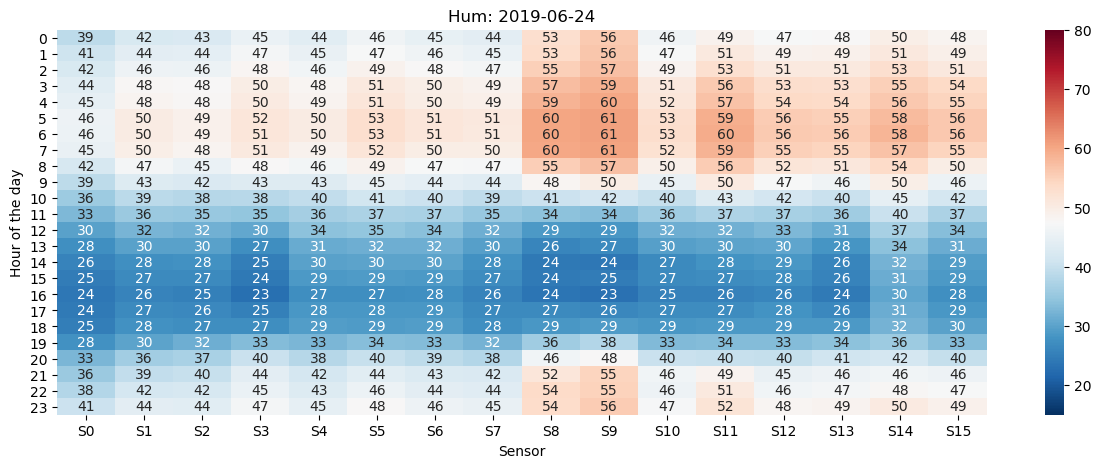 Hum: 2019-06-24
Hour of the day
0 39 42 43 45 44 46 45 44 53 56 46 49 47 48 50 48
1 41 44 44 47 45 47 46 45 53 56 47 51 49 49 51 49
2 42 46 46 48 46 49 48 47 55 57 49 53 51 51 53 51
3 44 48 48 50 48 51 50 49 57 59 51 56 53 53 55 54
4 45 48 48 50 49 51 50 49 59 60 52 57 54 54 56 55
5 46 50 49 52 50 53 51 51 60 61 53 59 56 55 58 56
6 46 50 49 51 50 53 51 51 60 61 53 60 56 56 58 56
7 45 50 48 51 49 52 50 50 60 61 52 59 55 55 57 55
8 42 47 45 48 46 49 47 47 55 57 50 56 52 51 54 50
9 39 43 42 43 43 45 44 44 48 50 45 50 47 46 50 46
10 36 39 38 38 40 41 40 39 41 42 40 43 42 40 45 42
11 33 36 35 35 36 37 37 35 34 34 36 37 37 36 40 37
12 30 32 32 30 34 35 34 32 29 29 32 32 33 31 37 34
13 28 30 30 27 31 32 32 30 26 27 30 30 30 28 34 31
14 26 28 28 25 30 30 30 28 24 24 27 28 29 26 32 29
15 25 27 27 24 29 29 29 27 24 25 27 27 28 26 31 29
16 24 26 25 23 27 27 28 26 24 23 25 26 26 24 30 28
17 24 27 26 25 28 28 29 27 27 26 27 27 28 26 31 29
18 25 28 27 27 29 29 29 28 29 29 29 29 29 29 32 30
19 28 30 32 33 33 34 33 32 36 38 33 34 33 34 36 33
20 33 36 37 40 38 40 39 38 46 48 40 40 40 41 42 40
21 36 39 40 44 42 44 43 42 52 55 46 49 45 46 46 46
22 38 42 42 45 43 46 44 44 54 55 46 51 46 47 48 47
23 41 44 44 47 45 48 46 45 54 56 47 52 48 49 50 49
S0 S1 S2 S3 S4 S5 S6 S7 S8 S9 S10 S11 S12 S13 S14 S15
Sensor
80
70
60
50
40
30
20